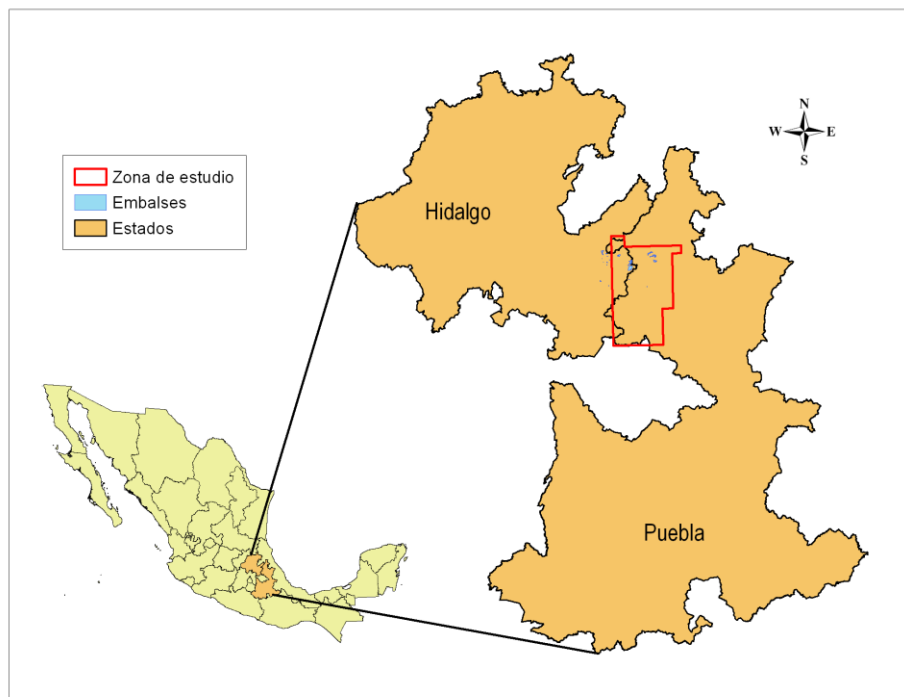 N
W E
S
Zona de estudio
Embalses
Estados
Hidalgo
Puebla